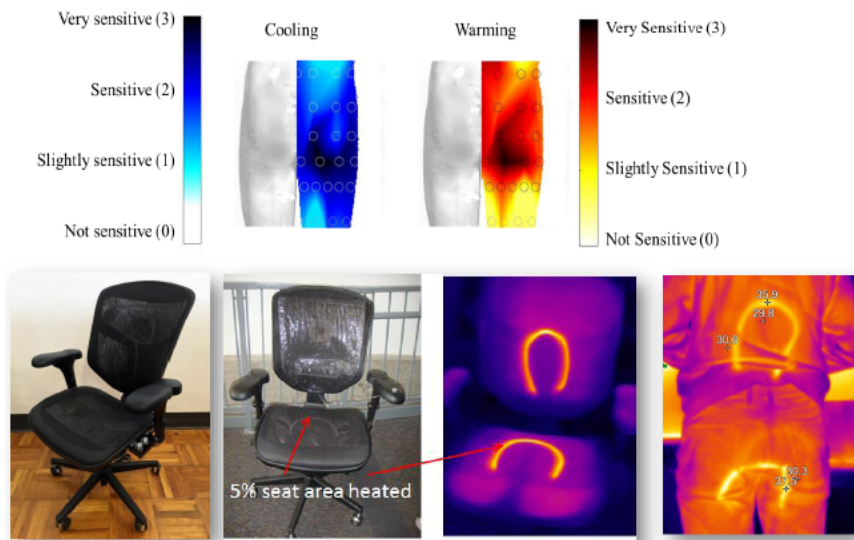 Very sensitive (3)
Sensitive (2)
Slightly sensitive (1)
Not sensitive (0)
Cooling
Warming
Very Sensitive (3)
Sensitive (2)
Slightly Sensitive (1)
Not Sensitive (0)
5% seat area heated
35.9
29.8
30.6
30.3